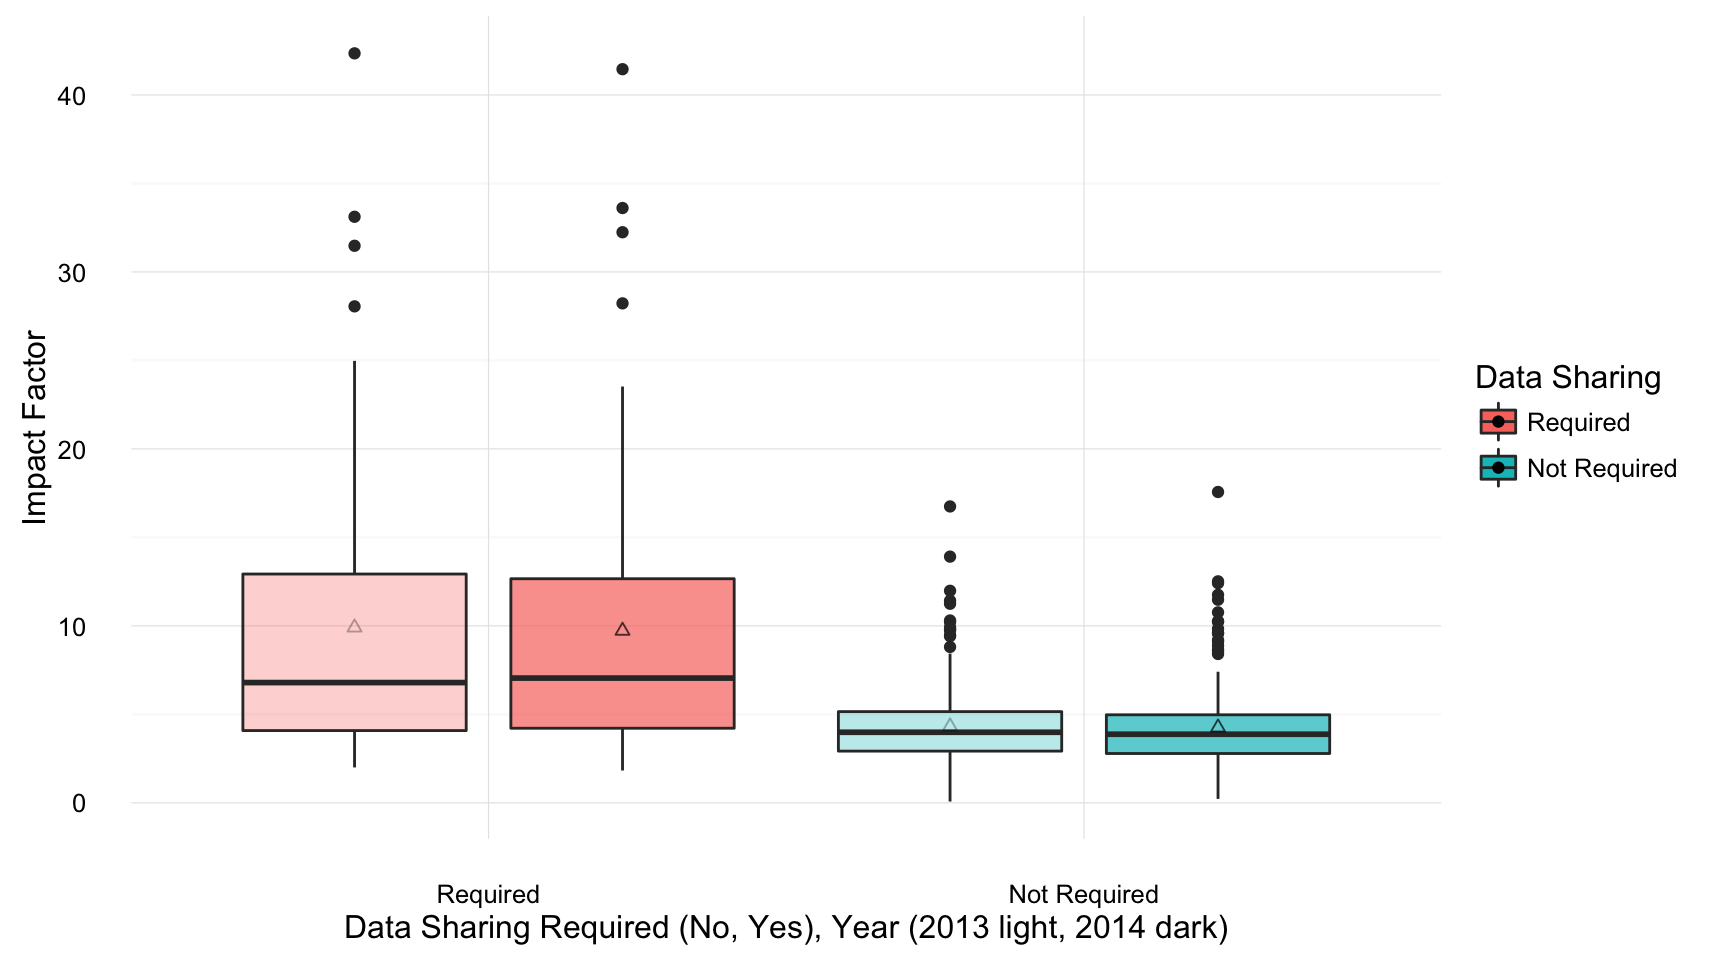 40
30
20
10
0
Impact Factor
Required
Not Required
Data Sharing Required (No, Yes), Year (2013 light, 2014 dark)
Data Sharing
Required
Not Required